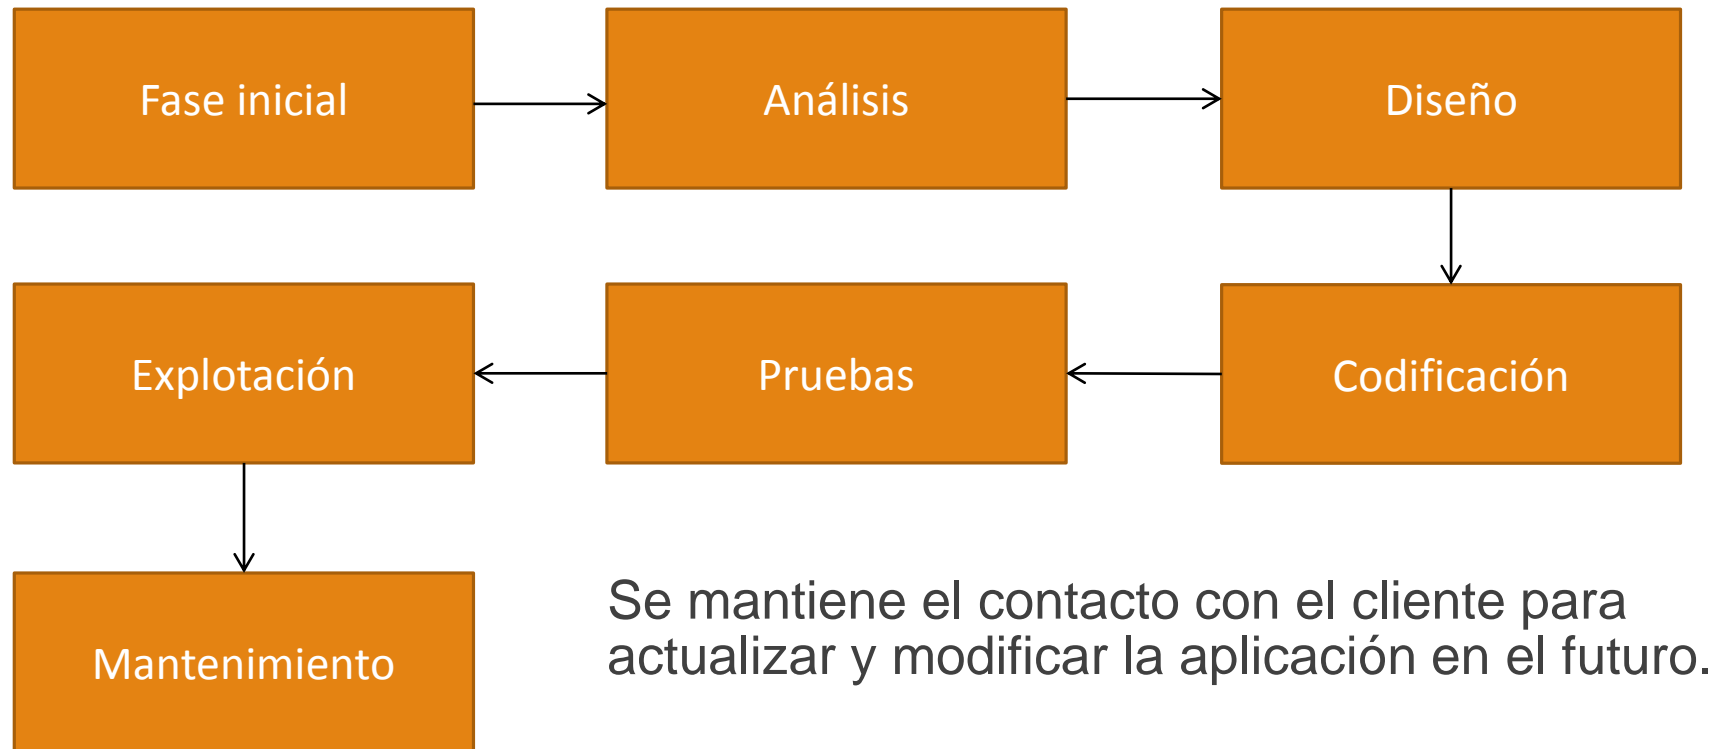 Fase inicial
Análisis
Diseño
Explotación
Pruebas
Codificación
Mantenimiento
Se mantiene el contacto con el cliente para
actualizar y modificar la aplicación en el futuro.